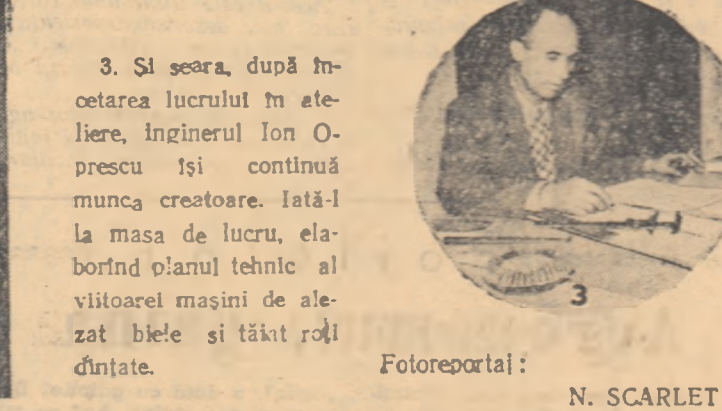 3. Și seara, după în-
cetarea lucrului în ate-
liere, inginerul Ion O-
prescu își continuă
munca creatoare. Iată-l
la masa de lucru, ela-
borînd planul tehnic al
viitoarei mașini de ale-
zat biele și tăiat roți
dințate.
3
Fotoreportaj:
N. SCARLET